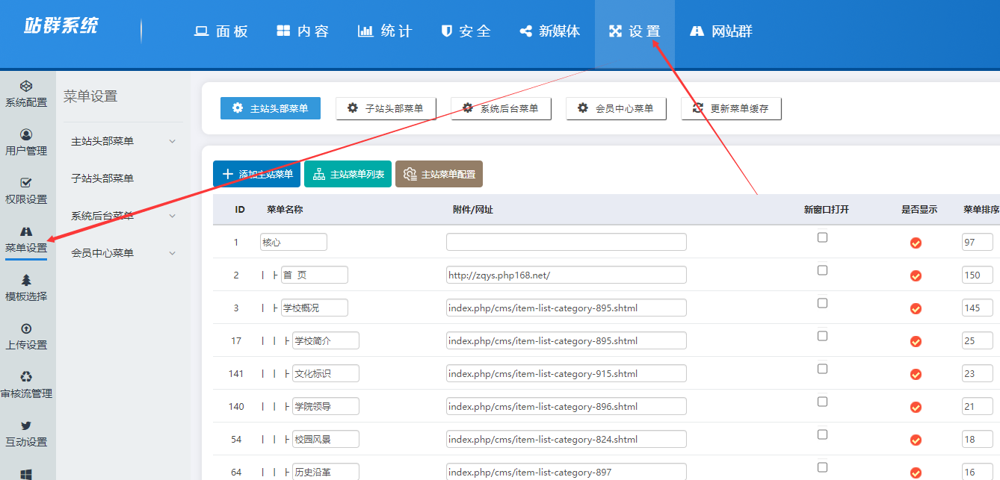 站群系统
面 板 内 容 统 计 安 全 新媒体 设 置 网站群
系统配置
用户管理
权限设置
菜单设置
模板选择
上传设置
审核流管理
互动设置
菜单设置
主站头部菜单
子站头部菜单
系统后台菜单
会员中心菜单
主站头部菜单 子站头部菜单 系统后台菜单 会员中心菜单 更新菜单缓存
添加主站菜单 主站菜单列表 主站菜单配置
ID 菜单名称 附件/网址 新窗口打开 是否显示 菜单排序
1 核心 97
2 | ├ 首 页 http://zqys.php168.net/ 150
3 | ├ 学校概况 index.php/cms/item-list-category-895.shtml 145
17 | | ├ 学校简介 index.php/cms/item-list-category-895.shtml 25
141 | | ├ 文化标识 index.php/cms/item-list-category-915.shtml 23
140 | | ├ 学院领导 index.php/cms/item-list-category-896.shtml 21
54 | | ├ 校园风景 index.php/cms/item-list-category-824.shtml 18
64 | | ├ 历史沿革 index.php/cms/item-list-category-897 16